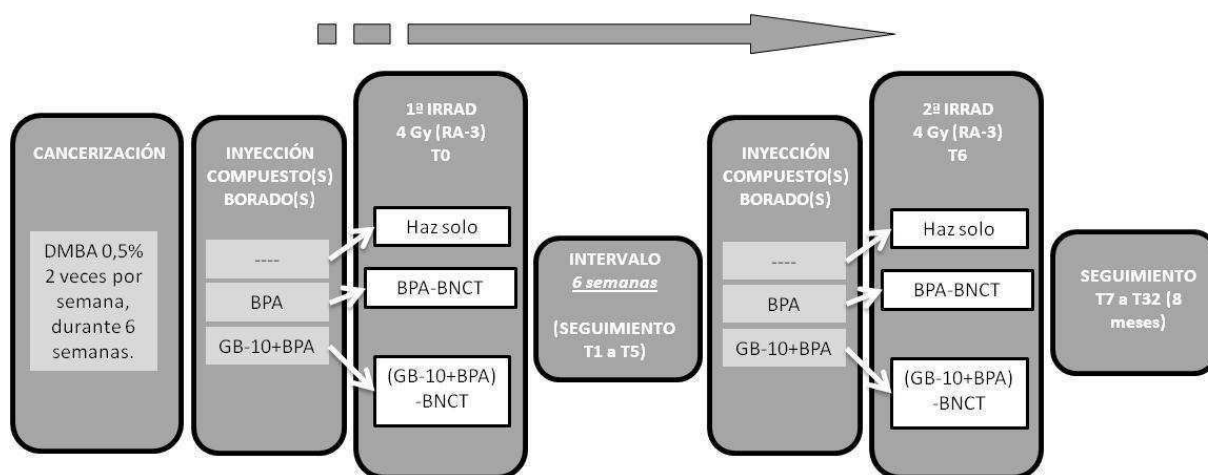 CANCERIZACIÓN
DMBA 0,5%
2 veces por
semana,
durante 6
semanas.
INYECCIÓN
COMPUESTO(S)
BORADO(S)
----
BPA
GB-10+BPA
1ª IRRAD
4 Gy (RA-3)
T0
Haz solo
BPA-BNCT
(GB-10+BPA)
-BNCT
INTERVALO
6 semanas
(SEGUIMIENTO
T1 a T5)
INYECCIÓN
COMPUESTO(S)
BORADO(S)
----
BPA
GB-10+BPA
2ª IRRAD
4 Gy (RA-3)
T6
Haz solo
BPA-BNCT
(GB-10+BPA)
-BNCT
SEGUIMIENTO
T7 a T32 (8
meses)